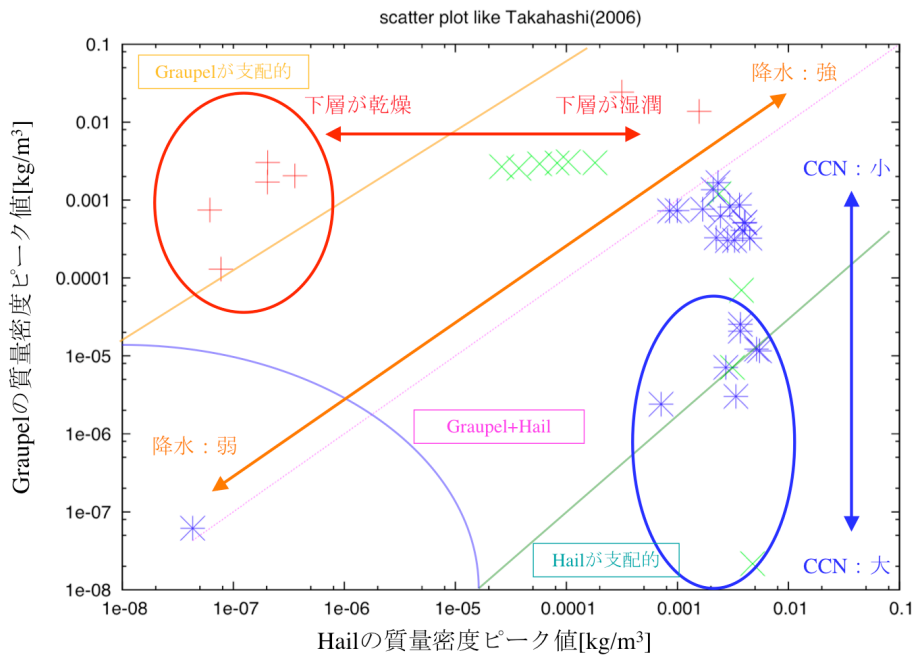 scatter plot like Takahashi(2006)
Graupelの質量密度ピーク値[kg/m³]
0.1
0.01
0.001
0.0001
1e-05
1e-06
1e-07
1e-08
Graupelが支配的
降水：強
下層が乾燥
下層が湿潤
CCN：小
Graupel+Hail
降水：弱
Hailが支配的
CCN：大
1e-08
1e-07
1e-06
1e-05
0.0001
0.001
0.01
0.1
Hailの質量密度ピーク値[kg/m³]